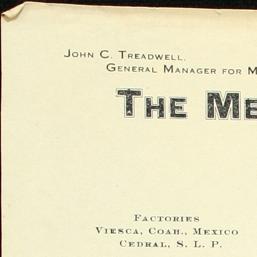 John C. Treadwell,
General Manager for M
The Me
Factories
Viesca, Coah., Mexico
Cedral, S. L. P.